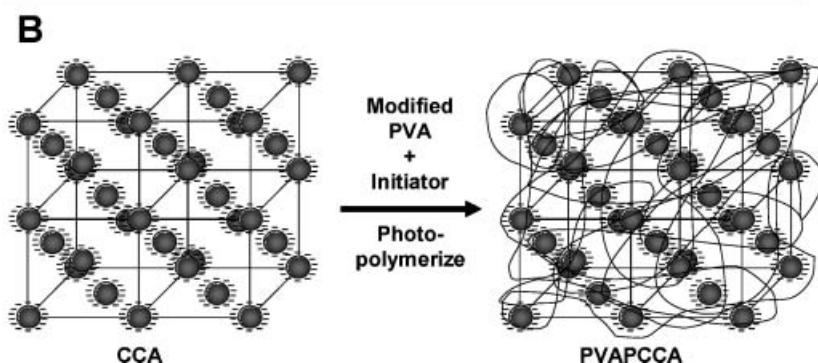 B
Modified
PVA
+
Initiator
Photo-
polymerize
CCA
PVAPCCA